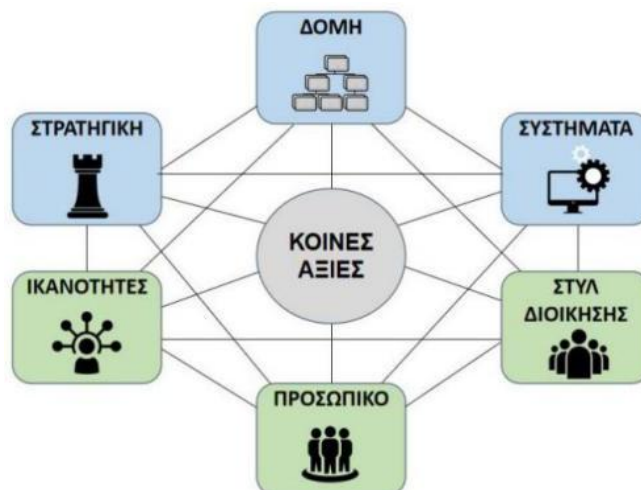 ΔΟΜΗ
ΣΤΡΑΤΗΓΙΚΗ
ΣΥΣΤΗΜΑΤΑ
ΚΟΙΝΕΣ
ΑΞΙΕΣ
ΙΚΑΝΟΤΗΤΕΣ
ΣΤΥΛ
ΔΙΟΙΚΗΣΗΣ
ΠΡΟΣΩΠΙΚΟ